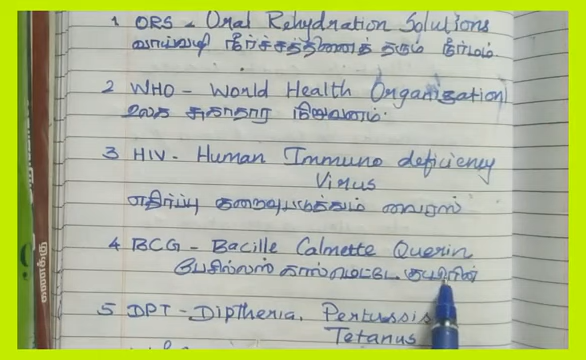 1 ORS - Oral Rehydration Solutions
வாய்வழி நீர்ச்சத்தினைத் தரும் நீர்மம்.
2 WHO - World Health Organization
உலக சுகாதார நிறுவனம்.
3 HIV - Human Immuno deficiency
Virus
எதிர்ப்பு குறைவுபடுத்தும் வைரஸ்
4 BCG - Bacille Calmette Querin
பேசில்லஸ் கால்மெட்டே குயுரின்
5 DPT - Diptheria, Pertussis
Tetanus